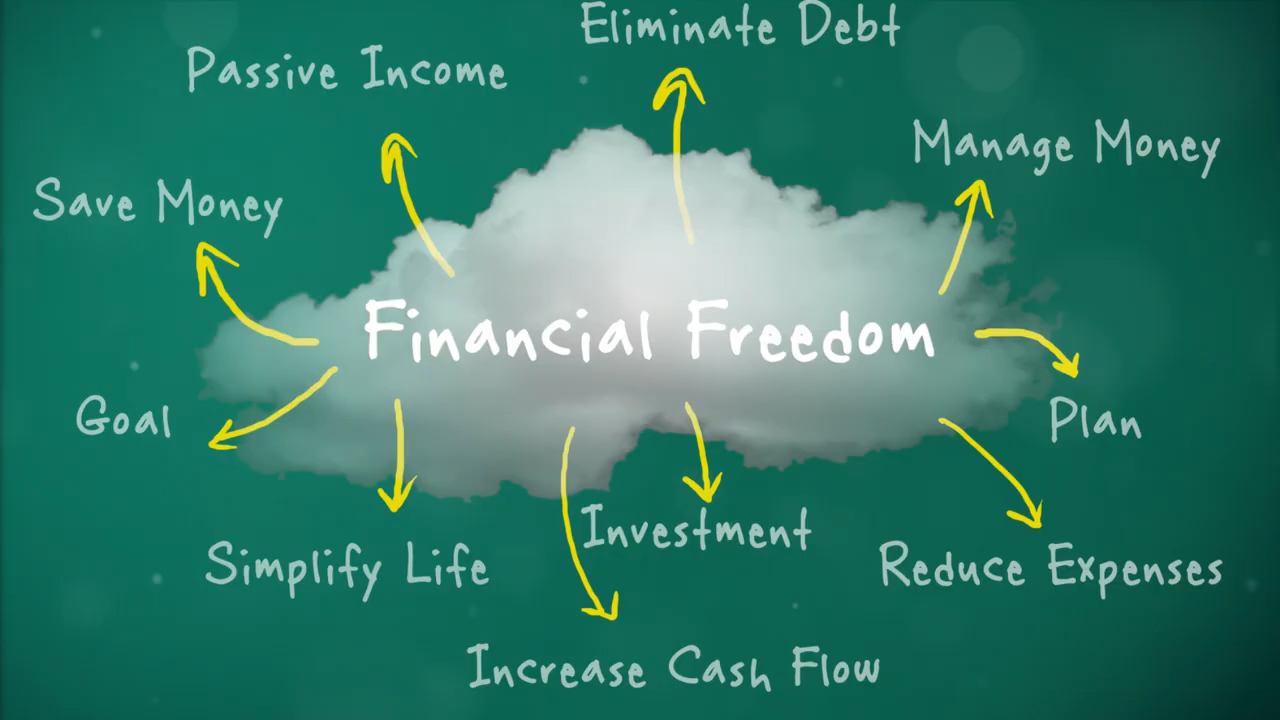 Eliminate Debt
Passive Income
Manage Money
Save Money
Financial Freedom
Goal
Plan
Investment
Simplify Life
Reduce Expenses
Increase Cash Flow